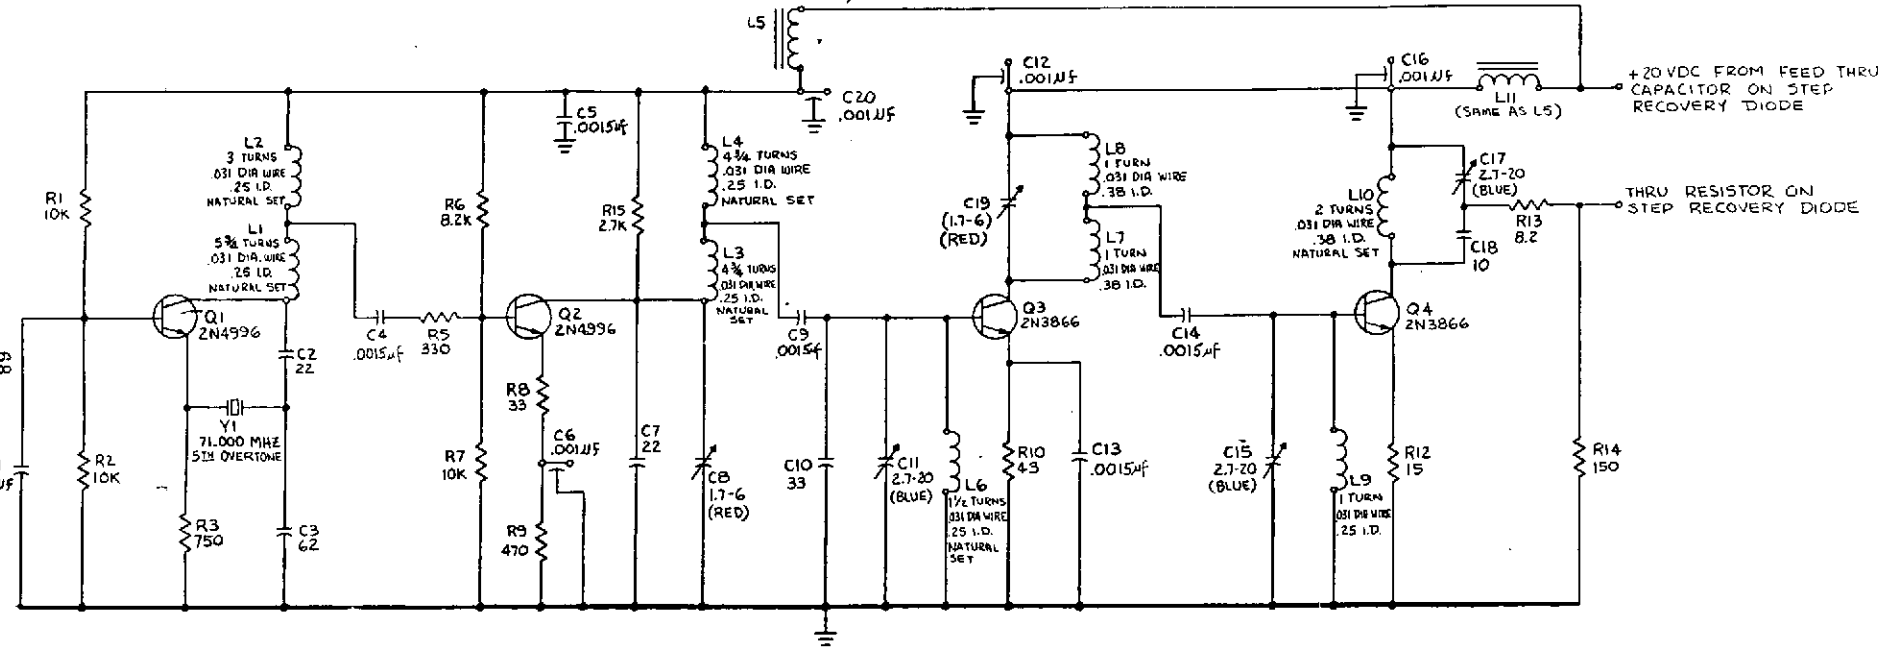 L5
C12
.001µf
C16
.001µf
+20 VDC FROM FEED THRU
CAPACITOR ON STEP
RECOVERY DIODE
L11
(SAME AS L5)
C20
.001µf
C5
.0015µf
L2
3 TURNS
.031 DIA WIRE
.25 I.D.
NATURAL SET
L4
4 3/4 TURNS
.031 DIA WIRE
.25 I.D.
NATURAL SET
L8
1 TURN
.031 DIA WIRE
.38 I.D.
C17
2.7-20
(BLUE)
R1
10K
R6
8.2K
R15
2.7K
C19
(1.7-6)
(RED)
L10
2 TURNS
.031 DIA WIRE
.38 I.D.
NATURAL SET
R13
8.2
THRU RESISTOR ON
STEP RECOVERY DIODE
L1
5 3/4 TURNS
.031 DIA WIRE
.25 I.D.
NATURAL SET
L3
4 3/4 TURNS
.031 DIA WIRE
.25 I.D.
NATURAL
SET
L7
1 TURN
.031 DIA WIRE
.38 I.D.
C18
10
Q1
2N4996
Q2
2N4996
Q3
2N3866
Q4
2N3866
C4
.0015µf
R5
330
C9
.0015µf
C14
.0015µf
C2
22
R8
33
Y1
71.000 MHZ
5TH OVERTONE
C6
.001µf
C7
22
R2
10K
R7
10K
C8
1.7-6
(RED)
C10
33
C11
2.7-20
(BLUE)
L6
1 1/2 TURNS
.031 DIA WIRE
.25 I.D.
NATURAL
SET
R10
43
C13
.0015µf
C15
2.7-20
(BLUE)
L9
1 TURN
.031 DIA WIRE
.25 I.D.
R12
15
R14
150
R3
750
C3
62
R9
470